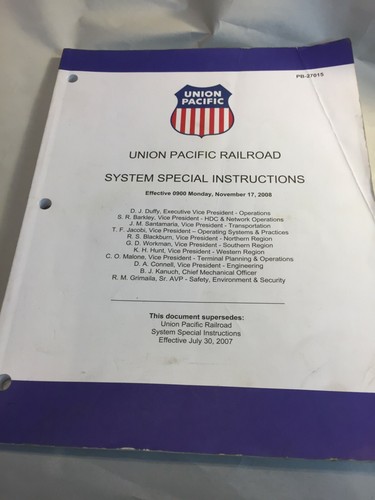 PB-27015
UNION
PACIFIC
UNION PACIFIC RAILROAD
SYSTEM SPECIAL INSTRUCTIONS
Effective 0900 Monday, November 17, 2008
D. J. Duffy, Executive Vice President - Operations
S. R. Barkley, Vice President - HDC & Network Operations
J. M. Santamaria, Vice President - Transportation
T. F. Jacobi, Vice President – Operating Systems & Practices
R. S. Blackburn, Vice President - Northern Region
G. D. Workman, Vice President - Southern Region
K. H. Hunt, Vice President - Western Region
C. O. Malone, Vice President - Terminal Planning & Operations
D. A. Connell, Vice President - Engineering
B. J. Kanuch, Chief Mechanical Officer
R. M. Grimaila, Sr. AVP - Safety, Environment & Security
This document supersedes:
Union Pacific Railroad
System Special Instructions
Effective July 30, 2007